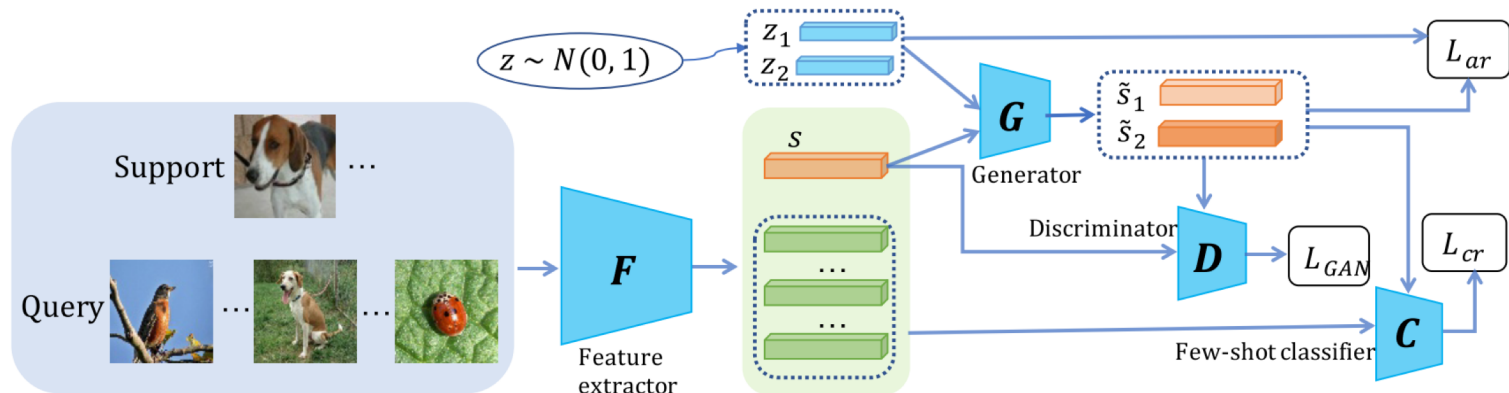 z ~ N(0, 1)
z₁
z₂
L_ar
G
Generator
s̃₁
s̃₂
Support
...
s
Query
...
...
F
Feature
extractor
...
...
Discriminator
D
L_GAN
L_cr
Few-shot classifier
C